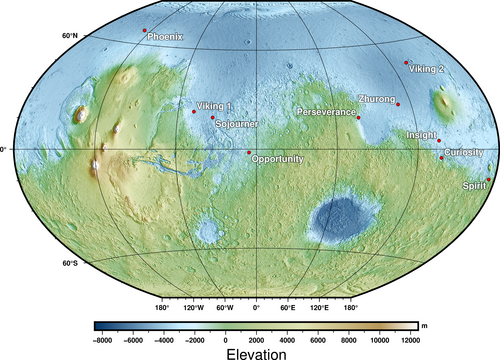 60°N
Phoenix
Viking 2
Zhurong
Viking 1
Perseverance
Sojourner
Insight
0°
Curiosity
Opportunity
Spirit
60°S
180° 120°W 60°W 0° 60°E 120°E 180°
m
−8000 −6000 −4000 −2000 0 2000 4000 6000 8000 10000 12000
Elevation